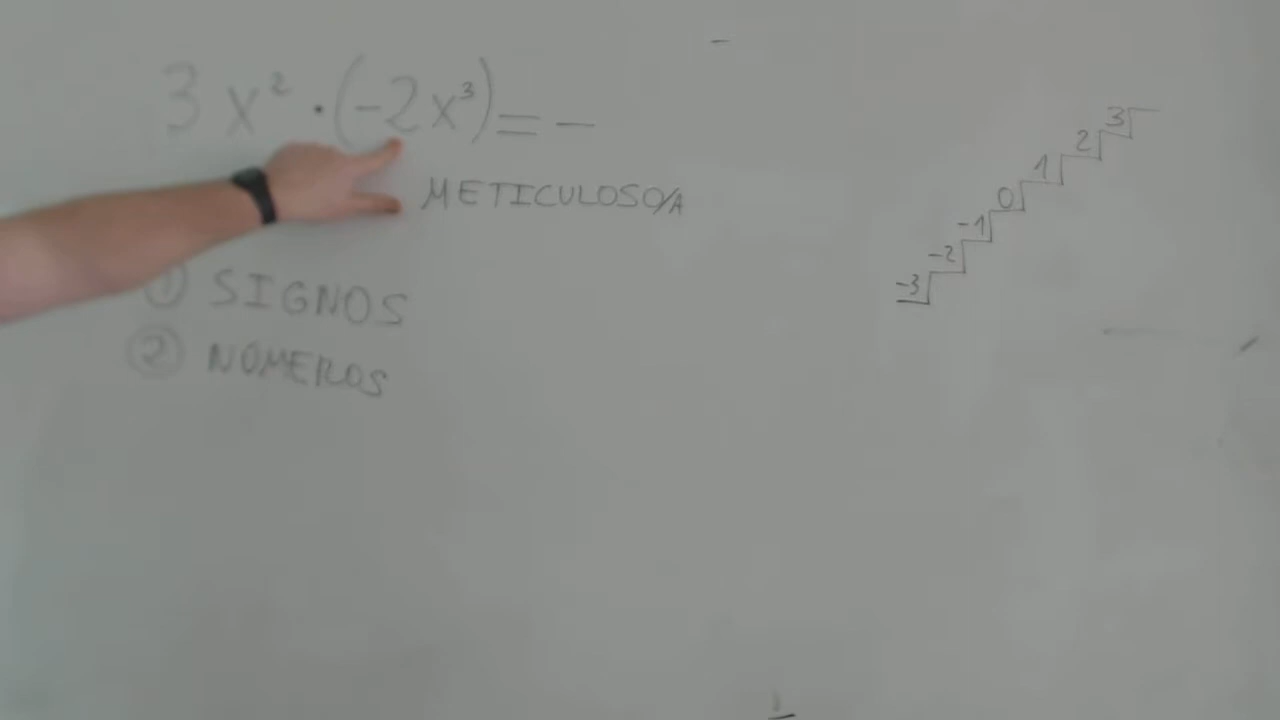 3x² · (-2x³) = -
METICULOSO/A
① SIGNOS
② NÚMEROS
3
2
1
0
-1
-2
-3